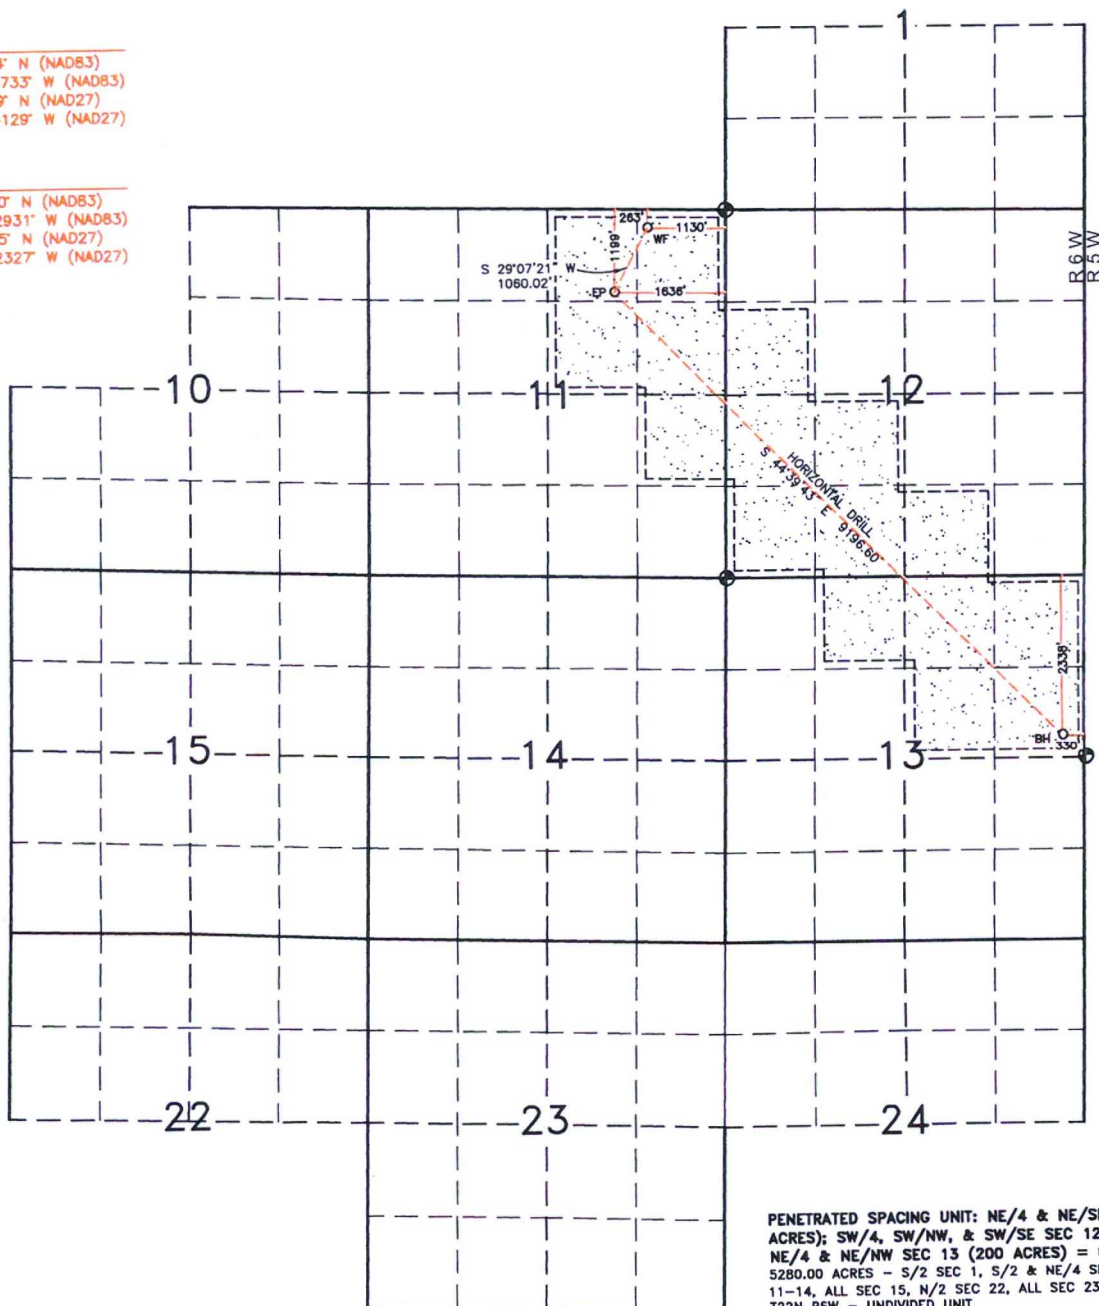 N (NAD83)
733° W (NAD83)
N (NAD27)
129° W (NAD27)
N (NAD83)
2931° W (NAD83)
5° N (NAD27)
2327° W (NAD27)
1
R6W
R5W
263'
1130'
WF
1199'
S 29°07'21" W
1060.02'
EP
1636'
10
11
12
HORIZONTAL DRILL
S 44°39'43" E 9196.60'
2338'
BH
330'
15
14
13
22
23
24
PENETRATED SPACING UNIT: NE/4 & NE/S
ACRES); SW/4, SW/NW, & SW/SE SEC 12
NE/4 & NE/NW SEC 13 (200 ACRES) =
5280.00 ACRES – S/2 SEC 1, S/2 & NE/4
11-14, ALL SEC 15, N/2 SEC 22, ALL SEC 23
R6W – UNDIVIDED UNIT